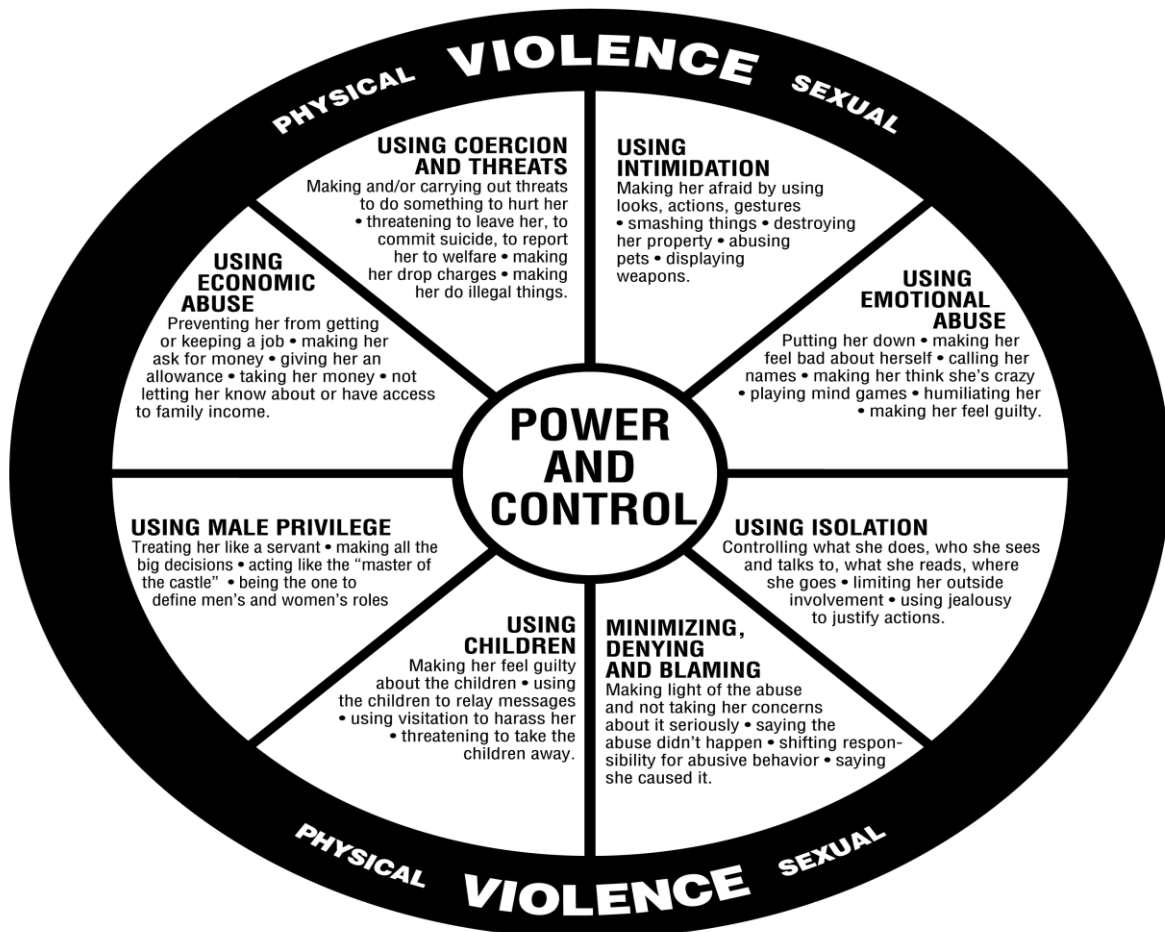 PHYSICAL VIOLENCE SEXUAL
USING COERCION
AND THREATS
Making and/or carrying out threats
to do something to hurt her
• threatening to leave her, to
commit suicide, to report
her to welfare • making
her drop charges • making
her do illegal things.
USING
INTIMIDATION
Making her afraid by using
looks, actions, gestures
• smashing things • destroying
her property • abusing
pets • displaying
weapons.
USING
ECONOMIC
ABUSE
Preventing her from getting
or keeping a job • making her
ask for money • giving her an
allowance • taking her money • not
letting her know about or have access
to family income.
USING
EMOTIONAL
ABUSE
Putting her down • making her
feel bad about herself • calling her
names • making her think she's crazy
• playing mind games • humiliating her
• making her feel guilty.
POWER
AND
CONTROL
USING MALE PRIVILEGE
Treating her like a servant • making all the
big decisions • acting like the “master of
the castle” • being the one to
define men's and women's roles
USING ISOLATION
Controlling what she does, who she sees
and talks to, what she reads, where
she goes • limiting her outside
involvement • using jealousy
to justify actions.
USING
CHILDREN
Making her feel guilty
about the children • using
the children to relay messages
• using visitation to harass her
• threatening to take the
children away.
MINIMIZING,
DENYING
AND BLAMING
Making light of the abuse
and not taking her concerns
about it seriously • saying the
abuse didn't happen • shifting respon-
sibility for abusive behavior • saying
she caused it.
PHYSICAL VIOLENCE SEXUAL